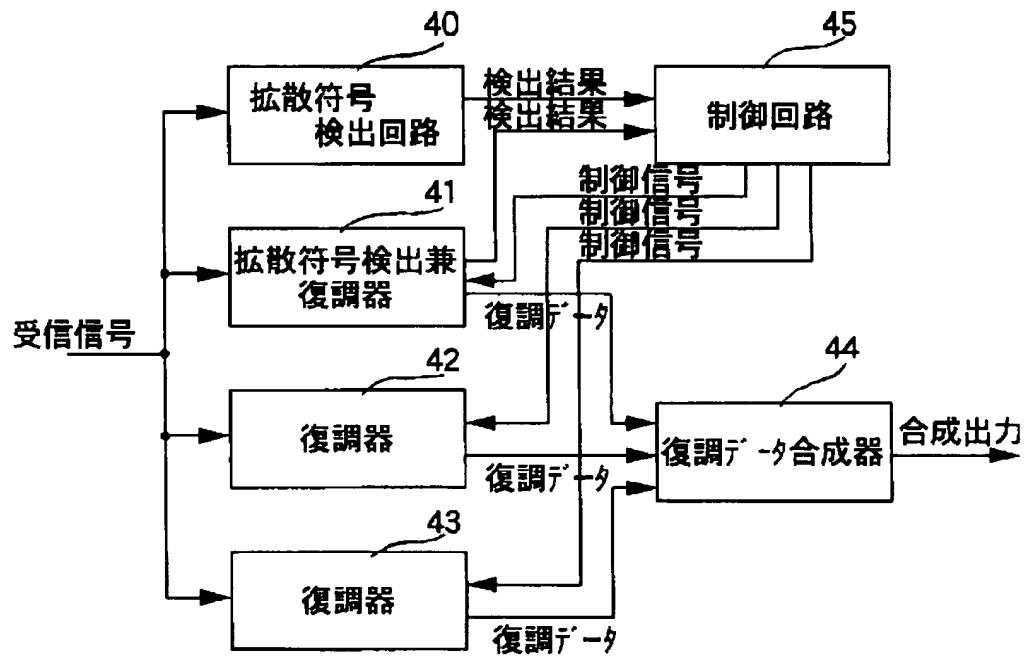 40
45
拡散符号
検出回路
検出結果
検出結果
制御回路
制御信号
制御信号
制御信号
41
拡散符号検出兼
復調器
復調データ
受信信号
42
44
復調器
復調データ合成器
合成出力
復調データ
43
復調器
復調データ